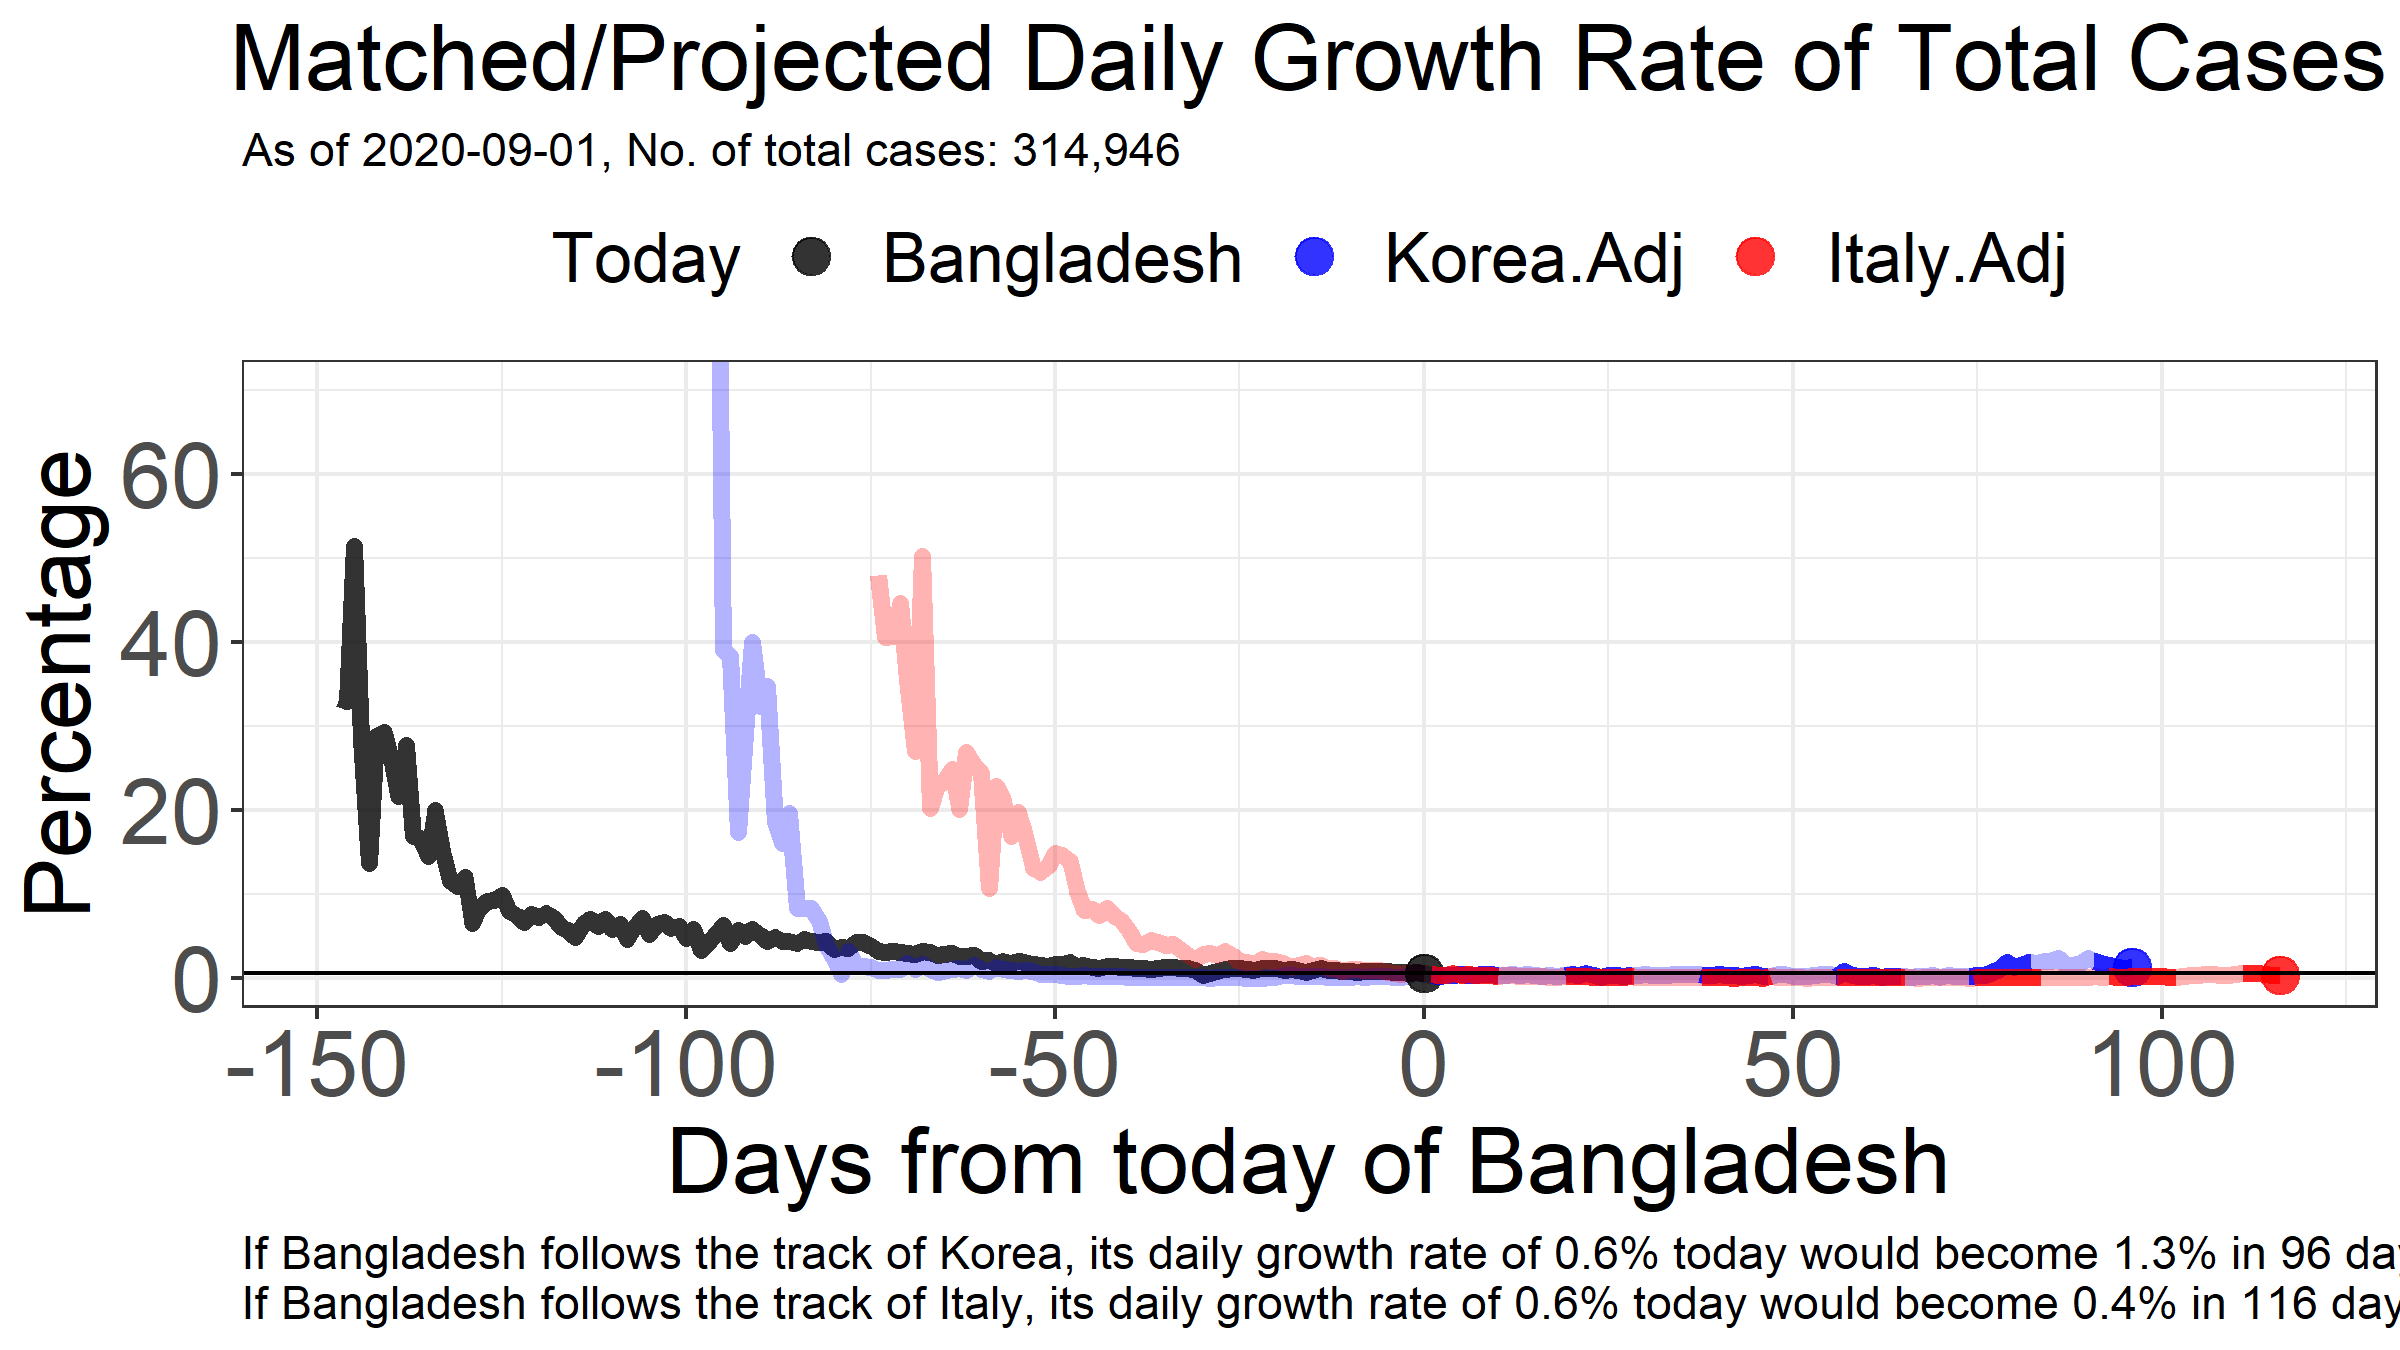 Matched/Projected Daily Growth Rate of Total Cases
As of 2020-09-01, No. of total cases: 314,946
Today Bangladesh Korea.Adj Italy.Adj
Percentage
60
40
20
0
-150 -100 -50 0 50 100
Days from today of Bangladesh
If Bangladesh follows the track of Korea, its daily growth rate of 0.6% today would become 1.3% in 96
If Bangladesh follows the track of Italy, its daily growth rate of 0.6% today would become 0.4% in 116 day